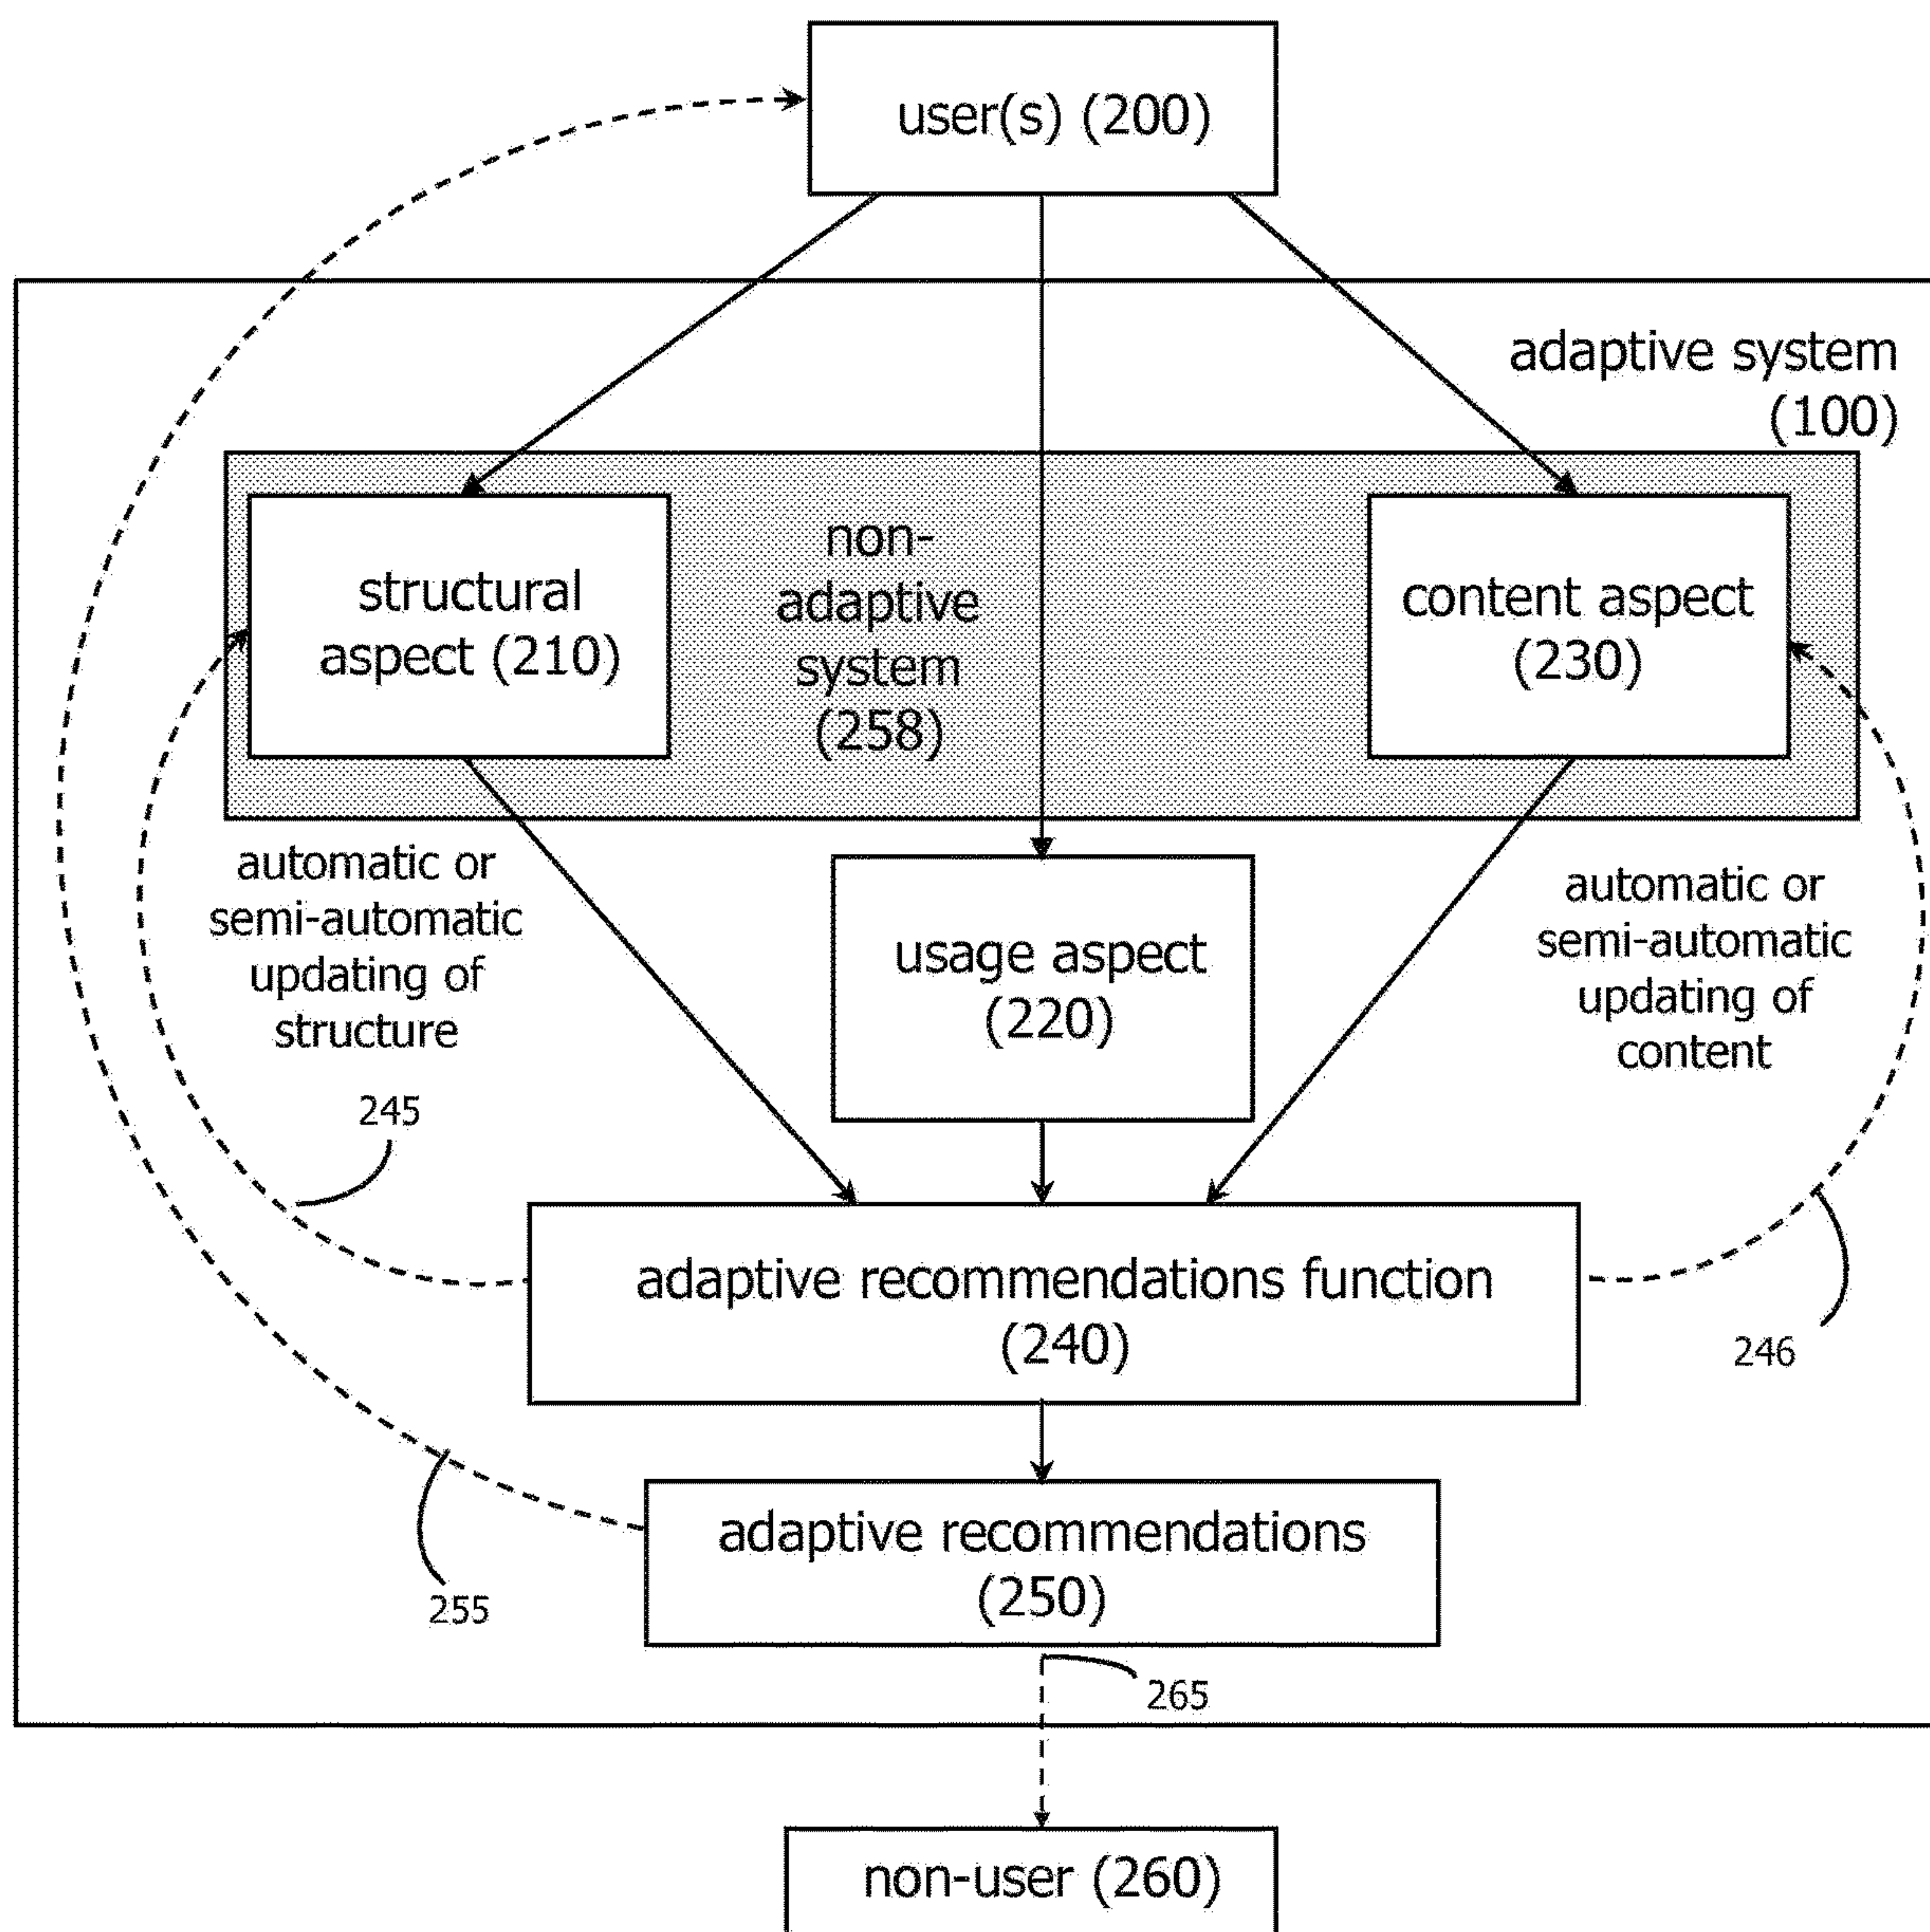 user(s) (200)
adaptive system
(100)
non-
adaptive
system
(258)
structural
aspect (210)
content aspect
(230)
automatic or
semi-automatic
updating of
structure
usage aspect
(220)
automatic or
semi-automatic
updating of
content
245
adaptive recommendations function
(240)
246
adaptive recommendations
(250)
255
265
non-user (260)